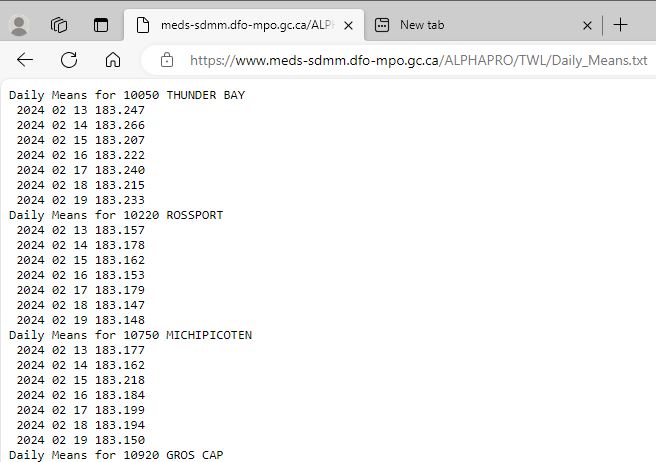 meds-sdmm.dfo-mpo.gc.ca/ALPH
New tab
https://www.meds-sdmm.dfo-mpo.gc.ca/ALPHAPRO/TWL/Daily_Means.txt
Daily Means for 10050 THUNDER BAY
2024 02 13 183.247
2024 02 14 183.266
2024 02 15 183.207
2024 02 16 183.222
2024 02 17 183.240
2024 02 18 183.215
2024 02 19 183.233
Daily Means for 10220 ROSSPORT
2024 02 13 183.157
2024 02 14 183.178
2024 02 15 183.162
2024 02 16 183.153
2024 02 17 183.179
2024 02 18 183.147
2024 02 19 183.148
Daily Means for 10750 MICHIPICOTEN
2024 02 13 183.177
2024 02 14 183.162
2024 02 15 183.218
2024 02 16 183.184
2024 02 17 183.199
2024 02 18 183.194
2024 02 19 183.150
Daily Means for 10920 GROS CAP